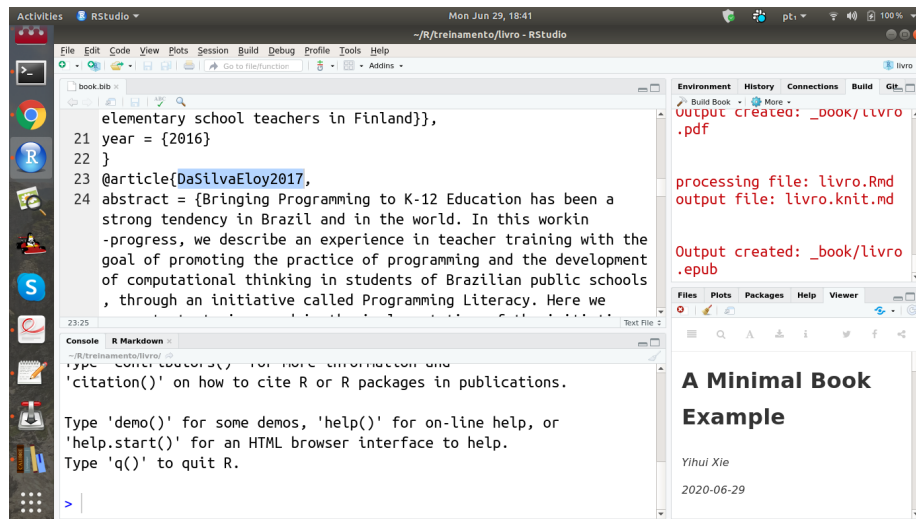 Activities RStudio Mon Jun 29, 18:41 pt₁ 100 %
~/R/treinamento/livro - RStudio
File Edit Code View Plots Session Build Debug Profile Tools Help
Go to file/function Addins livro
book.bib
elementary school teachers in Finland}},
21 year = {2016}
22 }
23 @article{DaSilvaEloy2017,
24 abstract = {Bringing Programming to K-12 Education has been a
strong tendency in Brazil and in the world. In this workin
-progress, we describe an experience in teacher training with the
goal of promoting the practice of programming and the development
of computational thinking in students of Brazilian public schools
, through an initiative called Programming Literacy. Here we
23:25 Text File
Console R Markdown
~/R/treinamento/livro/
Type 'contributors()' for more information and
'citation()' on how to cite R or R packages in publications.
Type 'demo()' for some demos, 'help()' for on-line help, or
'help.start()' for an HTML browser interface to help.
Type 'q()' to quit R.
>
Environment History Connections Build Git
Build Book More
Output created: _book/livro
.pdf
processing file: livro.Rmd
output file: livro.knit.md
Output created: _book/livro
.epub
Files Plots Packages Help Viewer
A Minimal Book
Example
Yihui Xie
2020-06-29